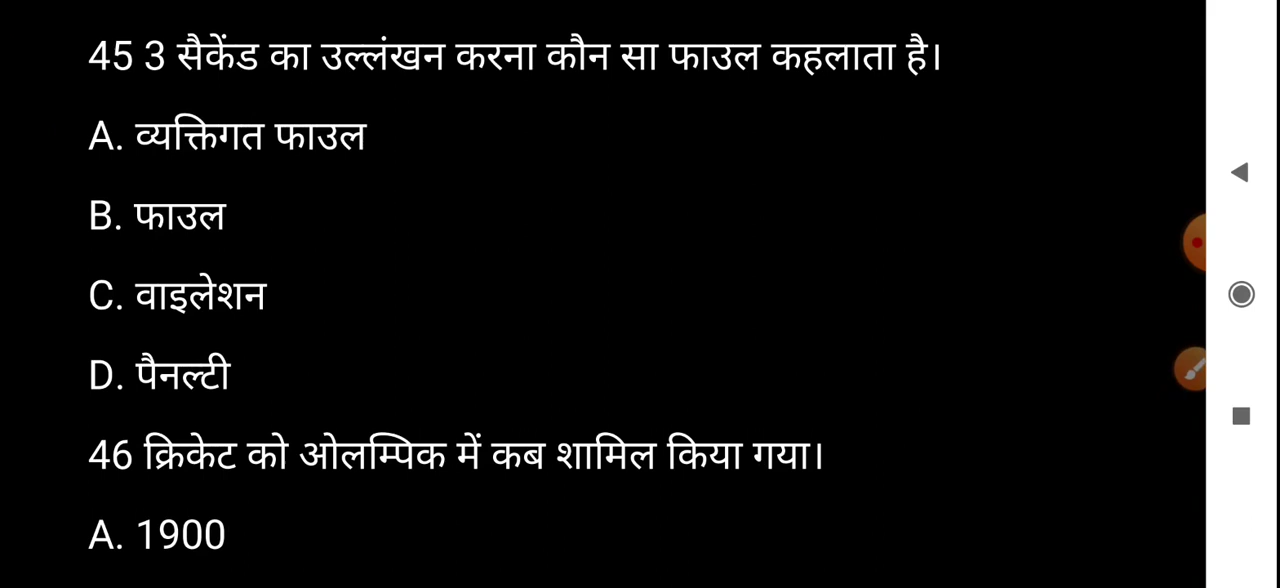 45 3 सैकेंड का उल्लंखन करना कौन सा फाउल कहलाता है।
A. व्यक्तिगत फाउल
B. फाउल
C. वाइलेशन
D. पैनल्टी
46 क्रिकेट को ओलम्पिक में कब शामिल किया गया।
A. 1900